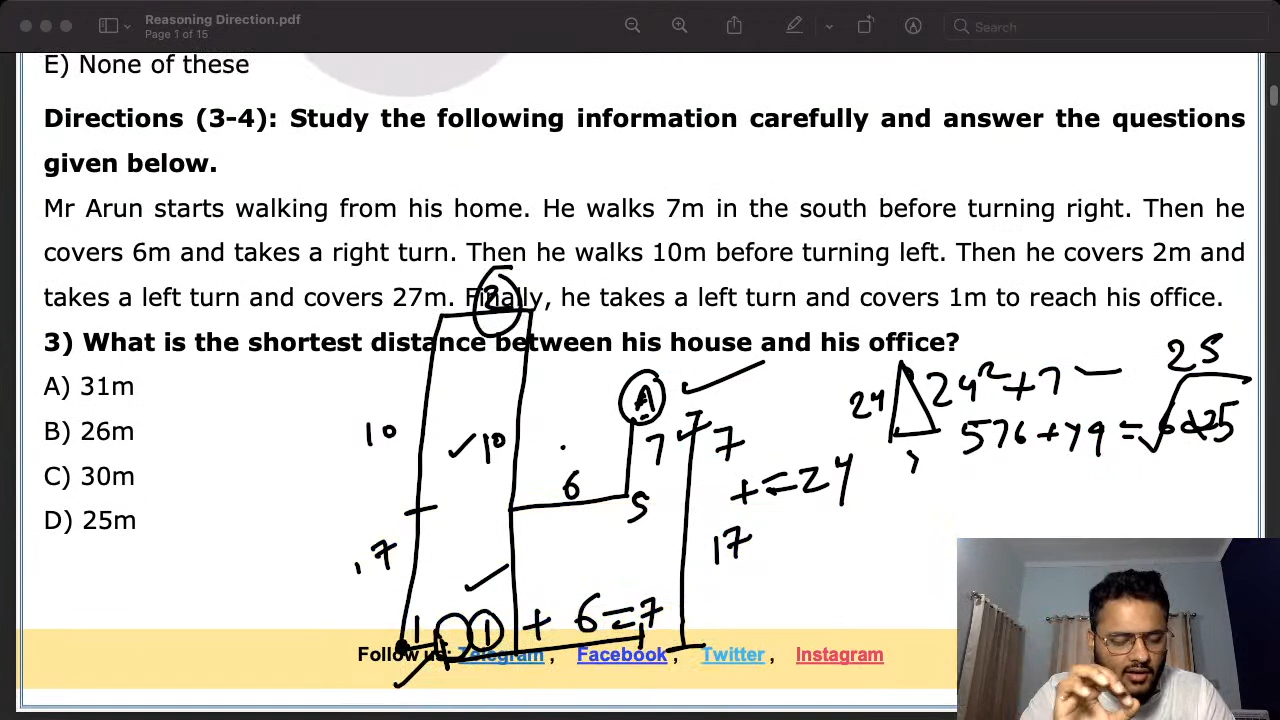 Reasoning Direction.pdf
Page 1 of 15
Search
E) None of these
Directions (3-4): Study the following information carefully and answer the questions
given below.
Mr Arun starts walking from his home. He walks 7m in the south before turning right. Then he
covers 6m and takes a right turn. Then he walks 10m before turning left. Then he covers 2m and
takes a left turn and covers 27m. Finally, he takes a left turn and covers 1m to reach his office.
3) What is the shortest distance between his house and his office?
A) 31m
B) 26m
C) 30m
D) 25m
2
A
10
10
6
7
S
7
7
+ = 24
17
17
1
1 + 6 = 7
24
24² + 7
25
576 + 49 = √625
Follow us: Telegram , Facebook , Twitter , Instagram